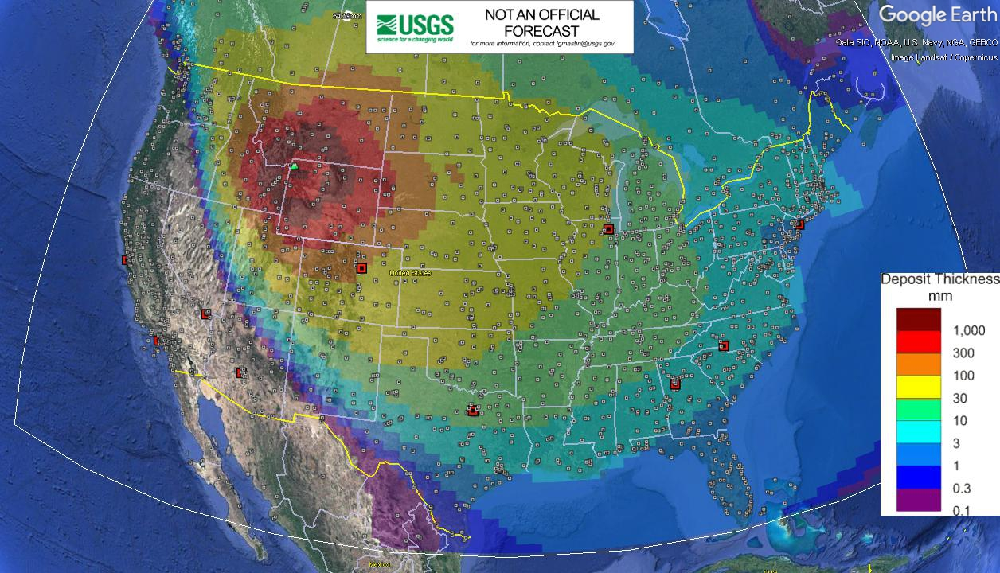 USGS
science for a changing world
NOT AN OFFICIAL
FORECAST
for more information, contact lgmastin@usgs.gov
Google Earth
Data SIO, NOAA, U.S. Navy, NGA, GEBCO
Image Landsat / Copernicus
United States
Deposit Thickness
mm
1,000
300
100
30
10
3
1
0.3
0.1
Mexico